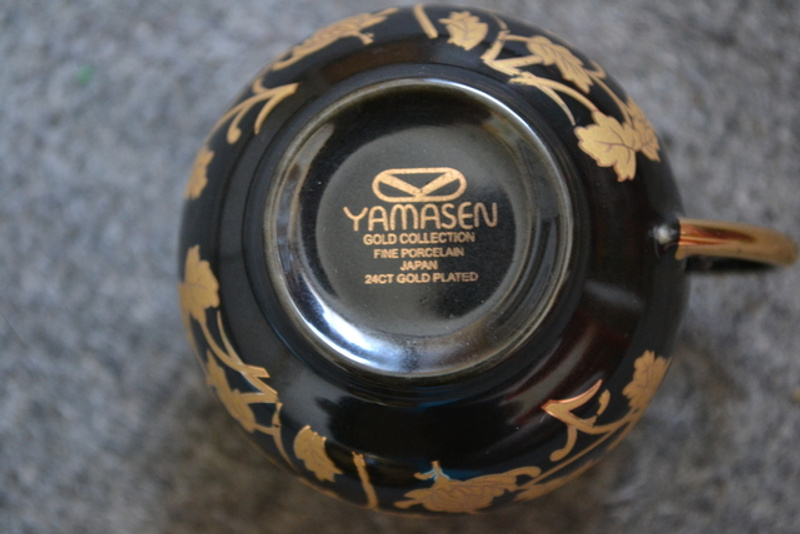 YAMASEN
GOLD COLLECTION
FINE PORCELAIN
JAPAN
24CT GOLD PLATED